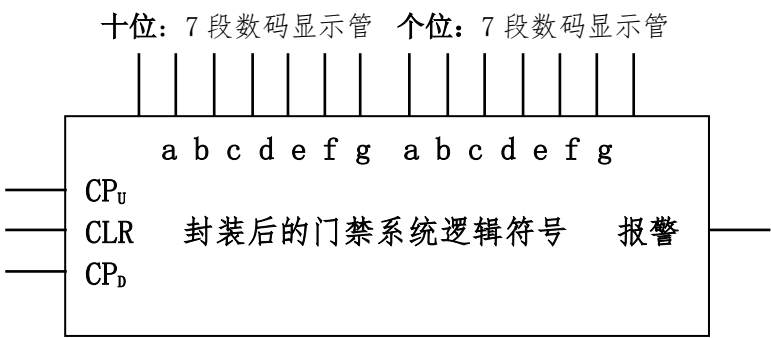 十位：7 段数码显示管 个位：7 段数码显示管
a b c d e f g a b c d e f g
CPU
CLR 封装后的门禁系统逻辑符号 报警
CPD